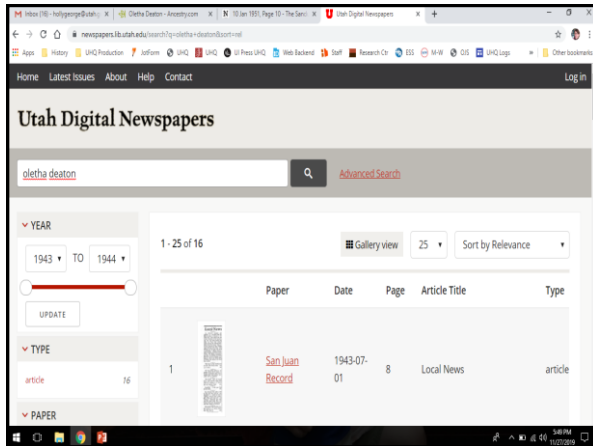 Inbox (16) - hollygeorge@utah.g x Oletha Deaton - Ancestry.com x N 10 Jan 1951, Page 10 - The Sand x Utah Digital Newspapers x +
newspapers.lib.utah.edu/search?q=oletha+deaton&sort=rel
Apps History UHQ Production JotForm UHQ UHQ UI Press UHQ Web Backend Staff Research Ctr ESS M-W OJS UHQ Logs » Other bookmarks
Home Latest Issues About Help Contact Log in
Utah Digital Newspapers
oletha deaton Advanced Search
YEAR
1943 TO 1944
UPDATE
TYPE
article 16
PAPER
1 - 25 of 16 Gallery view 25 Sort by Relevance
Paper Date Page Article Title Type
1 San Juan Record 1943-07-01 8 Local News article
5:48 PM
11/27/2019